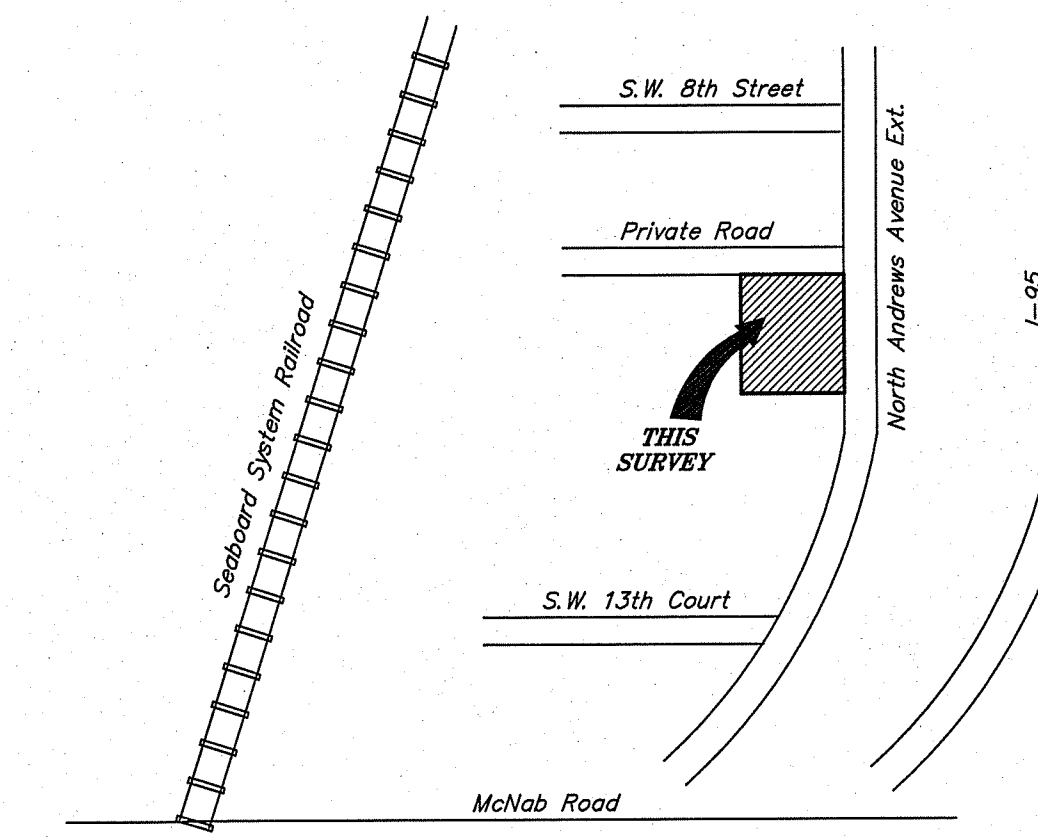 S.W. 8th Street
North Andrews Avenue Ext.
Private Road
I-95
Seaboard System Railroad
THIS
SURVEY
S.W. 13th Court
McNab Road